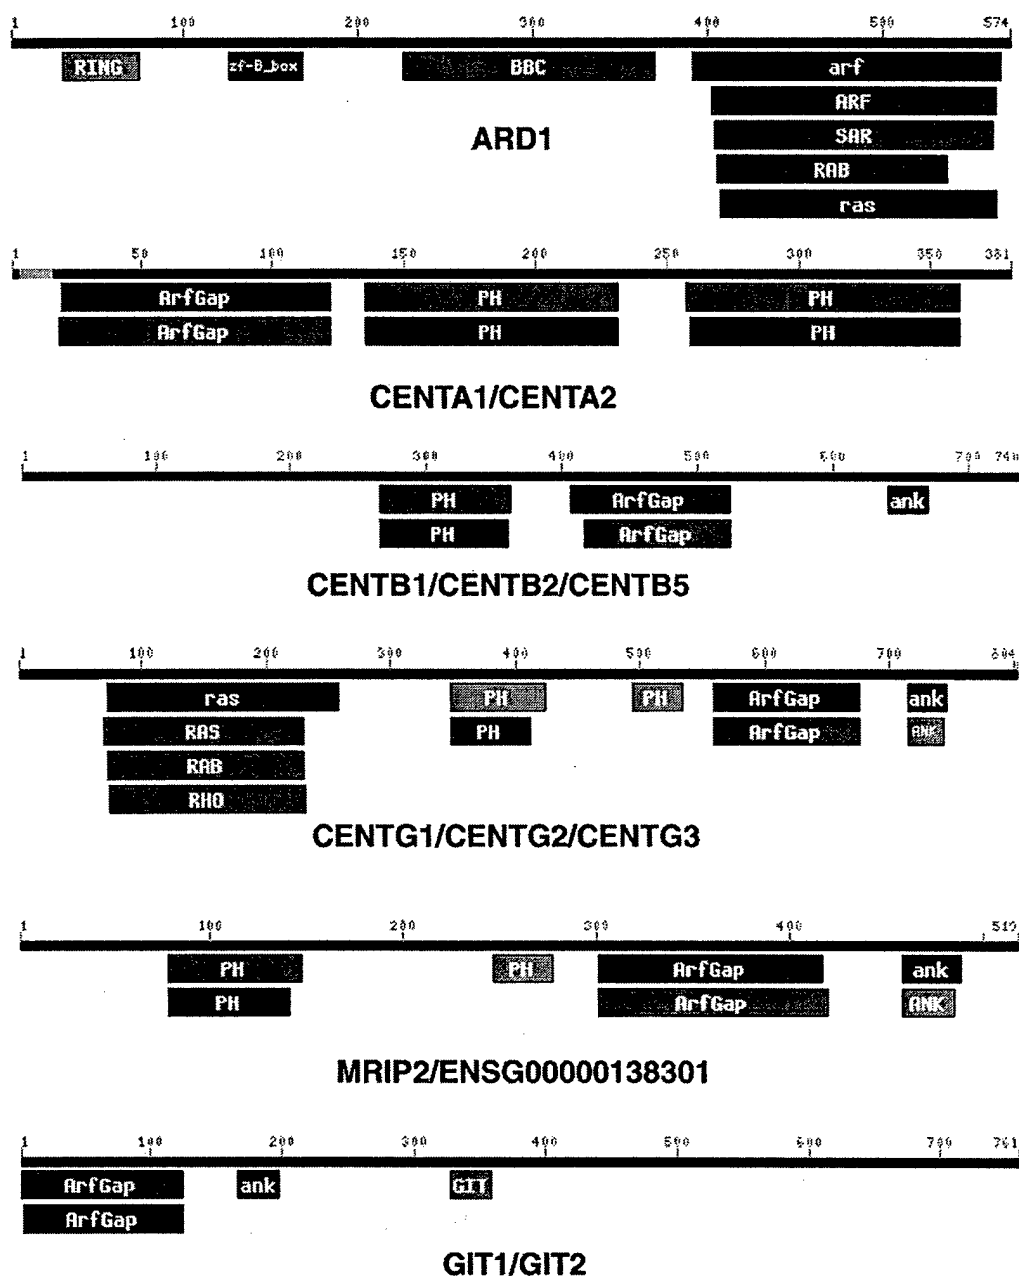 1 100 200 300 400 500 574
RING zf-B_box BBC arf
ARF
ARD1 SAR
RAB
ras
1 50 100 150 200 250 300 350 381
ArfGap PH PH
ArfGap PH PH
CENTA1/CENTA2
1 100 200 300 400 500 600 700 740
PH ArfGap ank
PH ArfGap
CENTB1/CENTB2/CENTB5
1 100 200 300 400 500 600 700 804
ras PH PH ArfGap ank
RAS PH ArfGap ANK
RAB
RHO
CENTG1/CENTG2/CENTG3
1 100 200 300 400 519
PH PH ArfGap ank
PH ArfGap ANK
MRIP2/ENSG00000138301
1 100 200 300 400 500 600 700 761
ArfGap ank GIT
ArfGap
GIT1/GIT2